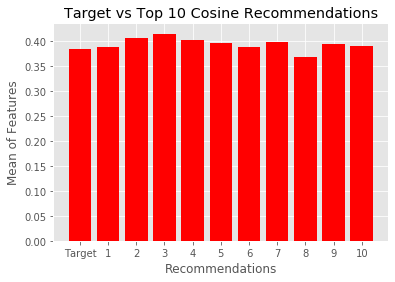 Target vs Top 10 Cosine Recommendations
Mean of Features
0.40
0.35
0.30
0.25
0.20
0.15
0.10
0.05
0.00
Target 1 2 3 4 5 6 7 8 9 10
Recommendations